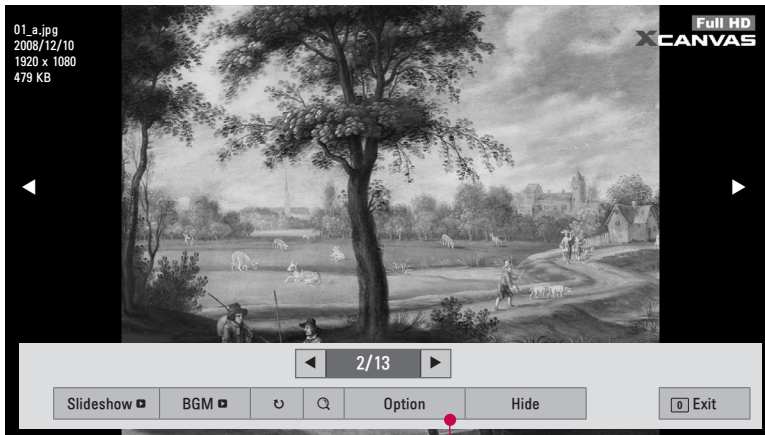 01_a.jpg
2008/12/10
1920 x 1080
479 KB
Full HD
XCANVAS
2/13
Slideshow
BGM
Option
Hide
0 Exit